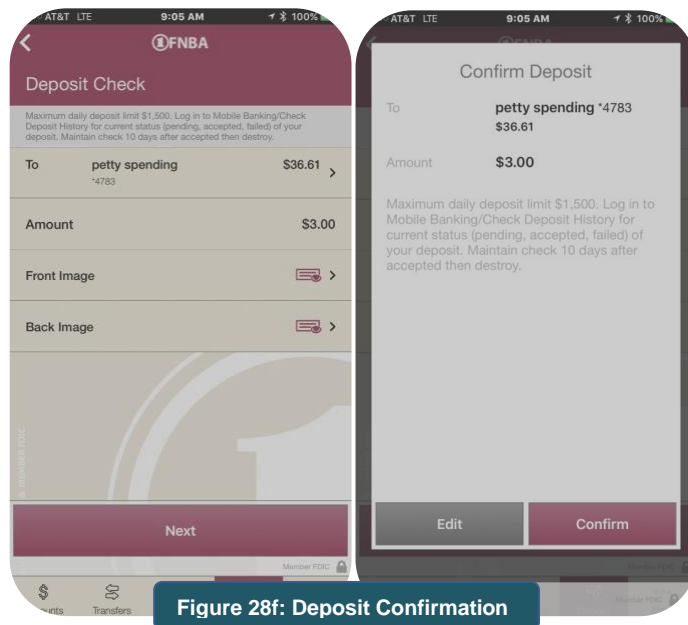 AT&T LTE 9:05 AM 100%
①FNBA
Deposit Check
Maximum daily deposit limit $1,500. Log in to Mobile Banking/Check
Deposit History for current status (pending, accepted, failed) of your
deposit. Maintain check 10 days after accepted then destroy.
To petty spending $36.61
*4783
Amount $3.00
Front Image
Back Image
MEMBER FDIC
Next
Member FDIC
Transfers
AT&T LTE 9:05 AM 100%
Confirm Deposit
To petty spending *4783
$36.61
Amount $3.00
Maximum daily deposit limit $1,500. Log in to
Mobile Banking/Check Deposit History for
current status (pending, accepted, failed) of
your deposit. Maintain check 10 days after
accepted then destroy.
Edit Confirm
Member FDIC
Figure 28f: Deposit Confirmation